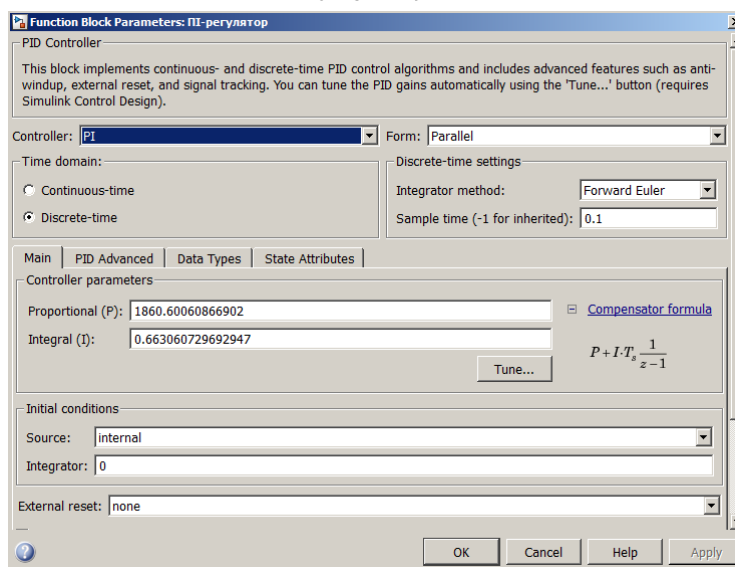 Function Block Parameters: ПІ-регулятор
PID Controller
This block implements continuous- and discrete-time PID control algorithms and includes advanced features such as anti-
windup, external reset, and signal tracking. You can tune the PID gains automatically using the 'Tune...' button (requires
Simulink Control Design).
Controller: PI
Form: Parallel
Time domain:
Continuous-time
Discrete-time
Discrete-time settings
Integrator method: Forward Euler
Sample time (-1 for inherited): 0.1
Main PID Advanced Data Types State Attributes
Controller parameters
Proportional (P): 1860.60060866902
Integral (I): 0.663060729692947
Tune...
Compensator formula
P+I·Ts 1/(z−1)
Initial conditions
Source: internal
Integrator: 0
External reset: none
OK Cancel Help Apply